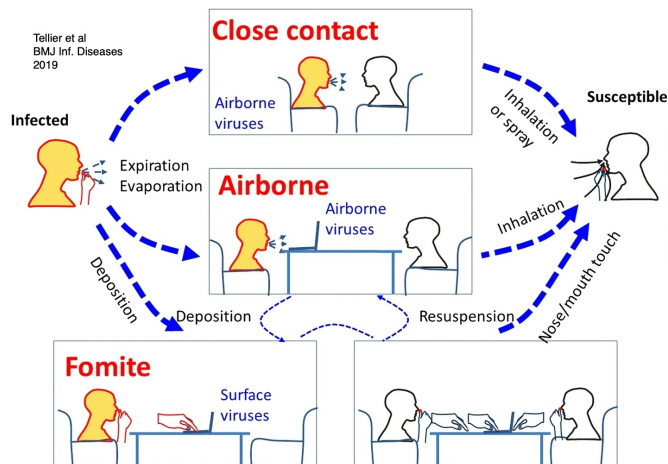 Tellier et al
BMJ Inf. Diseases
2019
Close contact
Airborne viruses
Infected
Expiration
Evaporation
Inhalation
or spray
Susceptible
Airborne
Airborne
viruses
Inhalation
Deposition
Deposition
Resuspension
Nose/mouth touch
Fomite
Surface
viruses